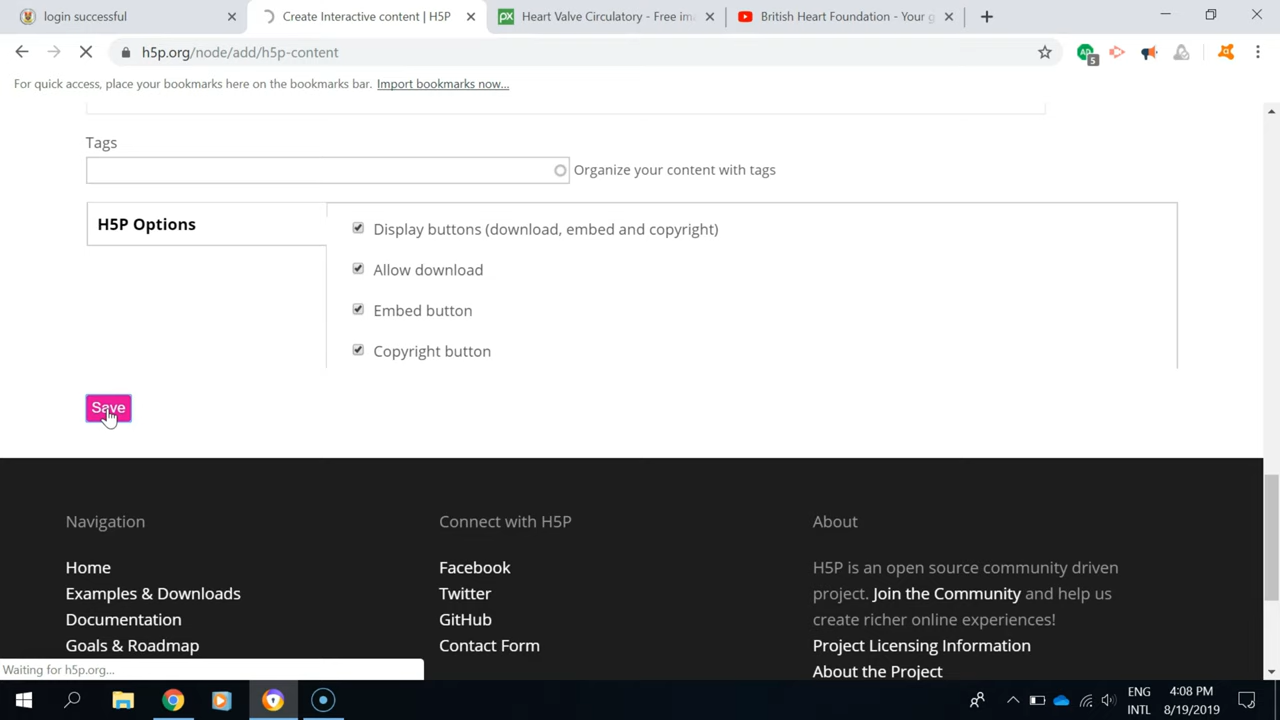 login successful
Create Interactive content | H5P
Heart Valve Circulatory - Free im
British Heart Foundation - Your g
h5p.org/node/add/h5p-content
5
For quick access, place your bookmarks here on the bookmarks bar. Import bookmarks now...
Tags
Organize your content with tags
H5P Options
Display buttons (download, embed and copyright)
Allow download
Embed button
Copyright button
Save
Navigation
Home
Examples & Downloads
Documentation
Goals & Roadmap
Connect with H5P
Facebook
Twitter
GitHub
Contact Form
About
H5P is an open source community driven
project. Join the Community and help us
create richer online experiences!
Project Licensing Information
About the Project
Waiting for h5p.org...
ENG
INTL
4:08 PM
8/19/2019